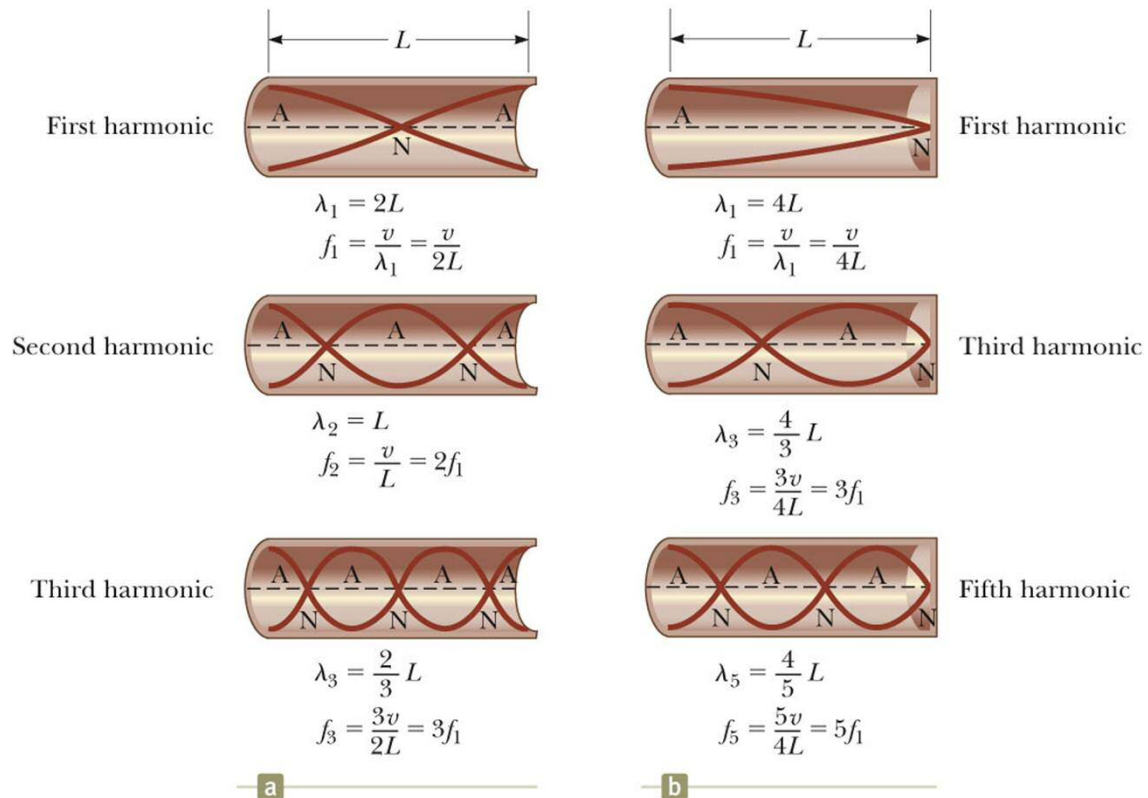 L
First harmonic
A
A
N
λ₁ = 2L
f₁ = v/λ₁ = v/2L
Second harmonic
A
A
A
N
N
λ₂ = L
f₂ = v/L = 2f₁
Third harmonic
A
A
A
A
N
N
N
λ₃ = 2/3 L
f₃ = 3v/2L = 3f₁
a
L
A
First harmonic
N
λ₁ = 4L
f₁ = v/λ₁ = v/4L
A
A
Third harmonic
N
N
λ₃ = 4/3 L
f₃ = 3v/4L = 3f₁
A
A
A
Fifth harmonic
N
N
N
λ₅ = 4/5 L
f₅ = 5v/4L = 5f₁
b